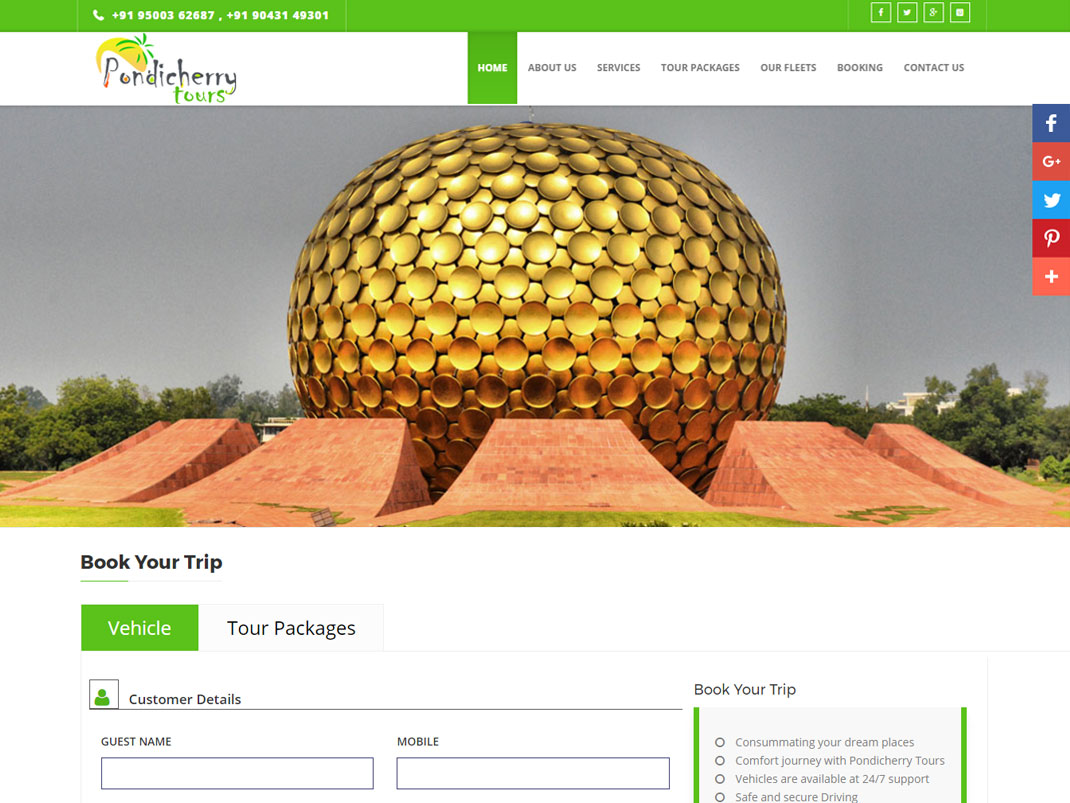 +91 95003 62687 , +91 90431 49301
Pondicherry
tours
HOME ABOUT US SERVICES TOUR PACKAGES OUR FLEETS BOOKING CONTACT US
G+
Book Your Trip
Vehicle Tour Packages
Customer Details
GUEST NAME MOBILE
Book Your Trip
Consummating your dream places
Comfort journey with Pondicherry Tours
Vehicles are available at 24/7 support
Safe and secure Driving